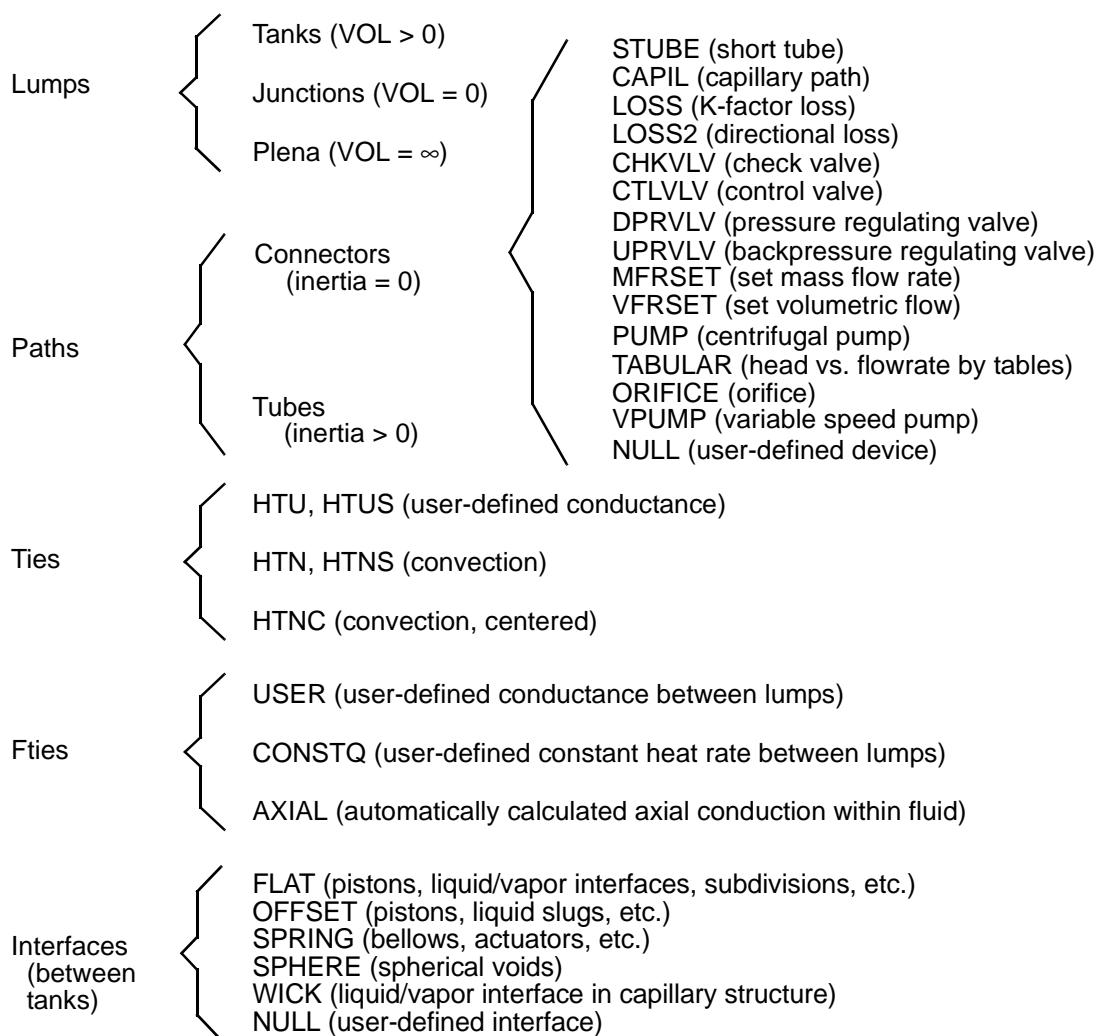 Lumps
Tanks (VOL > 0)
Junctions (VOL = 0)
Plena (VOL = ∞)
Paths
Connectors
(inertia = 0)
Tubes
(inertia > 0)
STUBE (short tube)
CAPIL (capillary path)
LOSS (K-factor loss)
LOSS2 (directional loss)
CHKVLV (check valve)
CTLVLV (control valve)
DPRVLV (pressure regulating valve)
UPRVLV (backpressure regulating valve)
MFRSET (set mass flow rate)
VFRSET (set volumetric flow)
PUMP (centrifugal pump)
TABULAR (head vs. flowrate by tables)
ORIFICE (orifice)
VPUMP (variable speed pump)
NULL (user-defined device)
Ties
HTU, HTUS (user-defined conductance)
HTN, HTNS (convection)
HTNC (convection, centered)
Fties
USER (user-defined conductance between lumps)
CONSTQ (user-defined constant heat rate between lumps)
AXIAL (automatically calculated axial conduction within fluid)
Interfaces
(between
tanks)
FLAT (pistons, liquid/vapor interfaces, subdivisions, etc.)
OFFSET (pistons, liquid slugs, etc.)
SPRING (bellows, actuators, etc.)
SPHERE (spherical voids)
WICK (liquid/vapor interface in capillary structure)
NULL (user-defined interface)